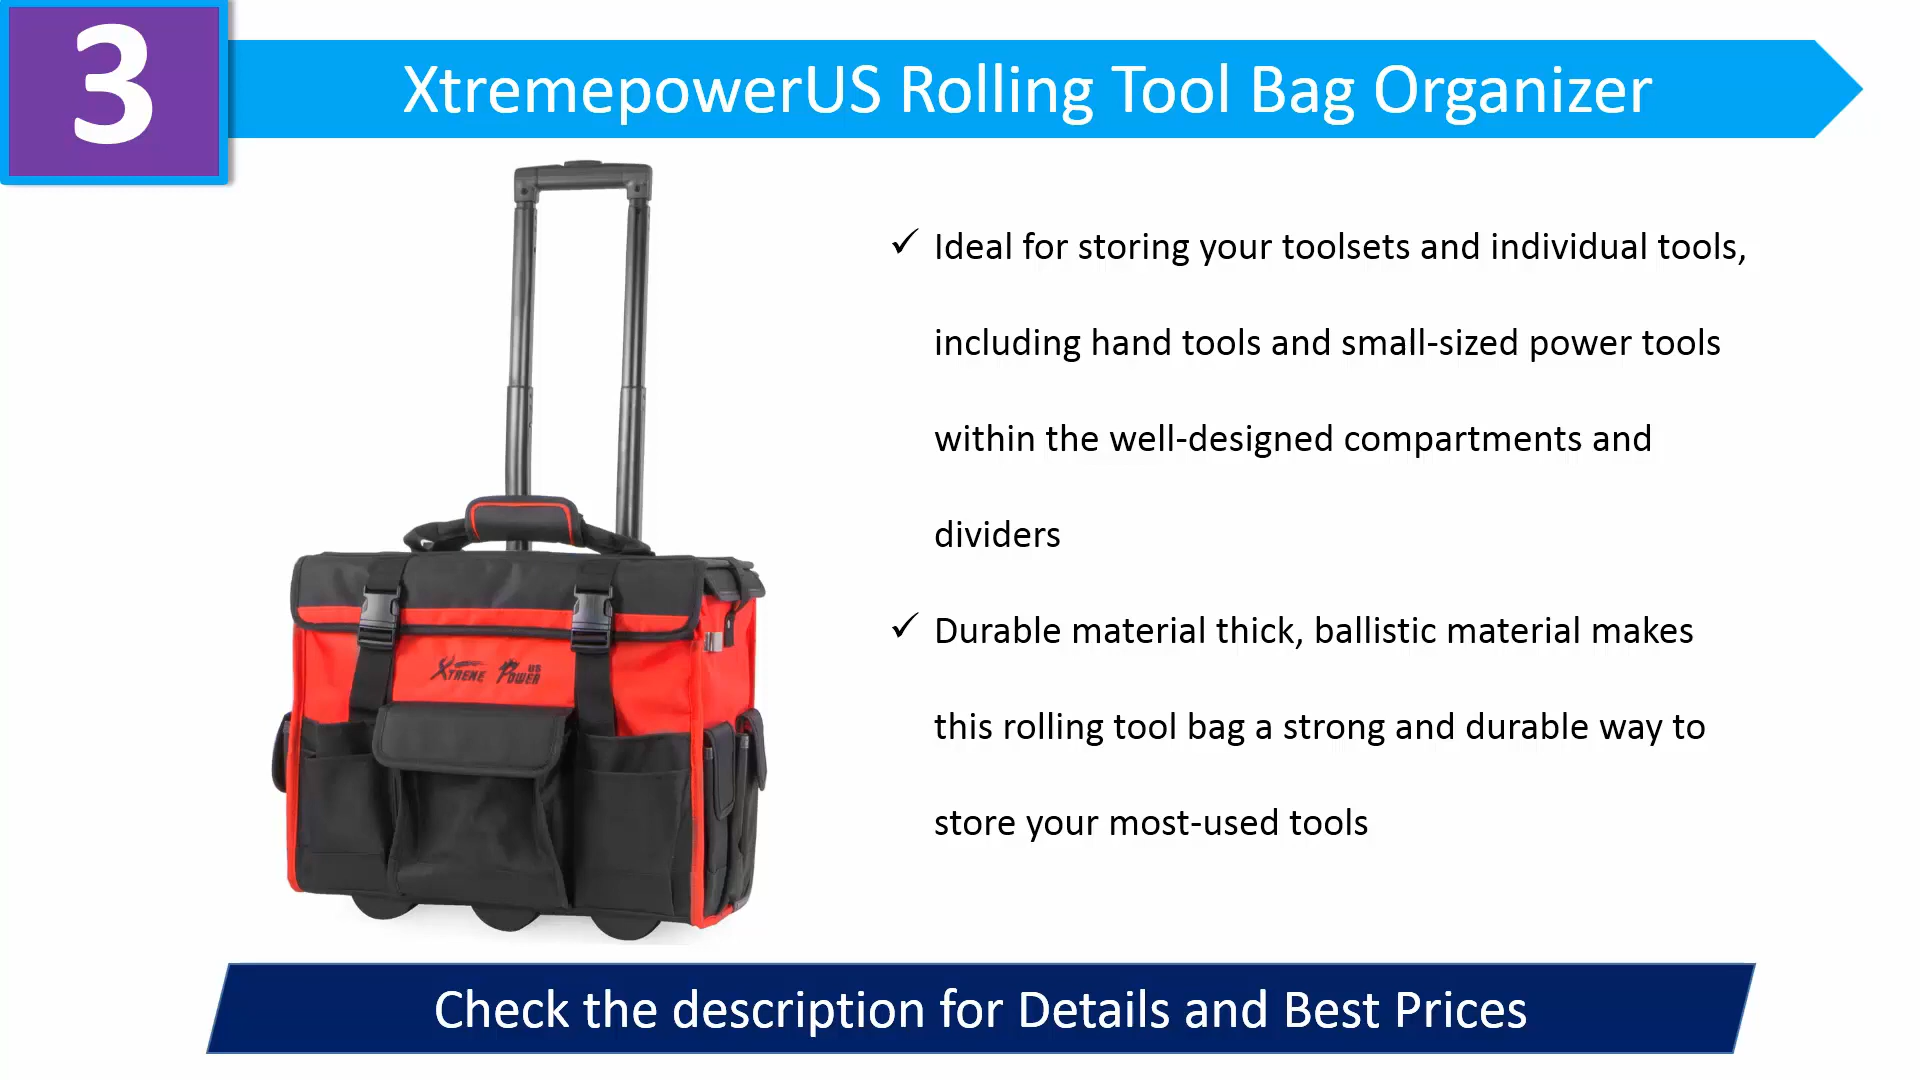 3
XtremepowerUS Rolling Tool Bag Organizer
✓ Ideal for storing your toolsets and individual tools,
including hand tools and small-sized power tools
within the well-designed compartments and
dividers
✓ Durable material thick, ballistic material makes
this rolling tool bag a strong and durable way to
store your most-used tools
XTREME POWER US
Check the description for Details and Best Prices